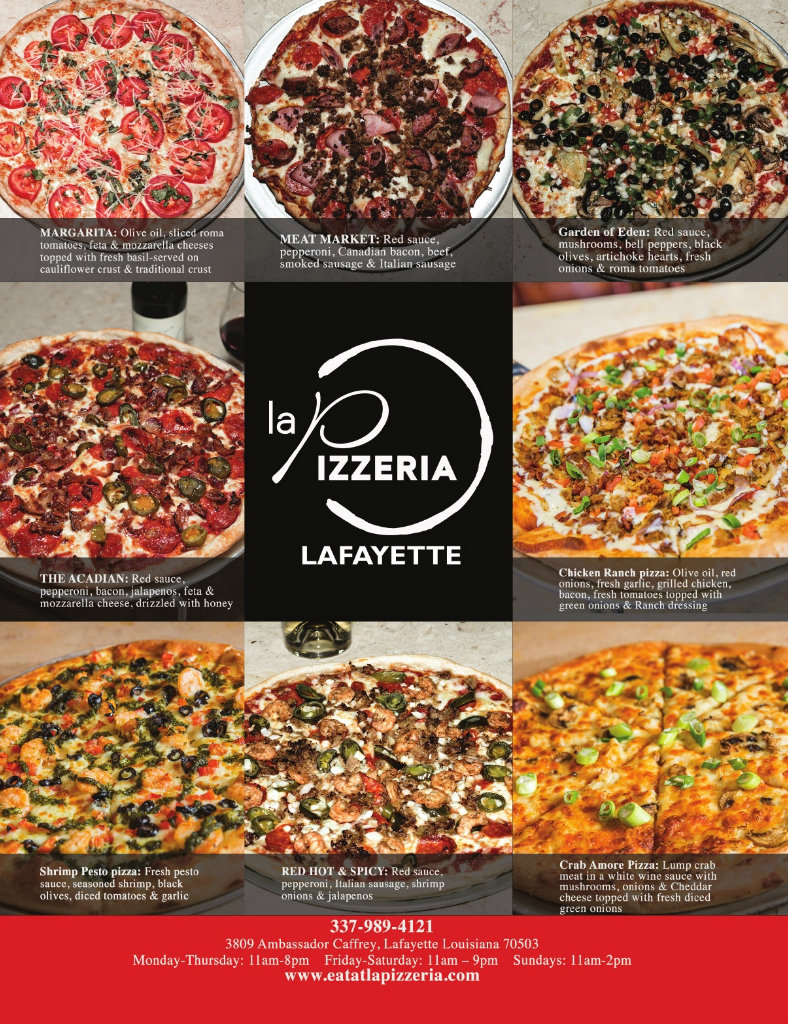 MARGARITA: Olive oil, sliced roma
tomatoes, feta & mozzarella cheeses
topped with fresh basil-served on
cauliflower crust & traditional crust
MEAT MARKET: Red sauce,
pepperoni, Canadian bacon, beef,
smoked sausage & Italian sausage
Garden of Eden: Red sauce,
mushrooms, bell peppers, black
olives, artichoke hearts, fresh
onions & roma tomatoes
THE ACADIAN: Red sauce,
pepperoni, bacon, jalapenos, feta &
mozzarella cheese, drizzled with honey
la PIZZERIA
LAFAYETTE
Chicken Ranch pizza: Olive oil, red
onions, fresh garlic, grilled chicken,
bacon, fresh tomatoes topped with
green onions & Ranch dressing
Shrimp Pesto pizza: Fresh pesto
sauce, seasoned shrimp, black
olives, diced tomatoes & garlic
RED HOT & SPICY: Red sauce,
pepperoni, Italian sausage, shrimp
onions & jalapenos
Crab Amore Pizza: Lump crab
meat in a white wine sauce with
mushrooms, onions & Cheddar
cheese topped with fresh diced
green onions
337-989-4121
3809 Ambassador Caffrey, Lafayette Louisiana 70503
Monday-Thursday: 11am-8pm Friday-Saturday: 11am – 9pm Sundays: 11am-2pm
www.eatatlapizzeria.com